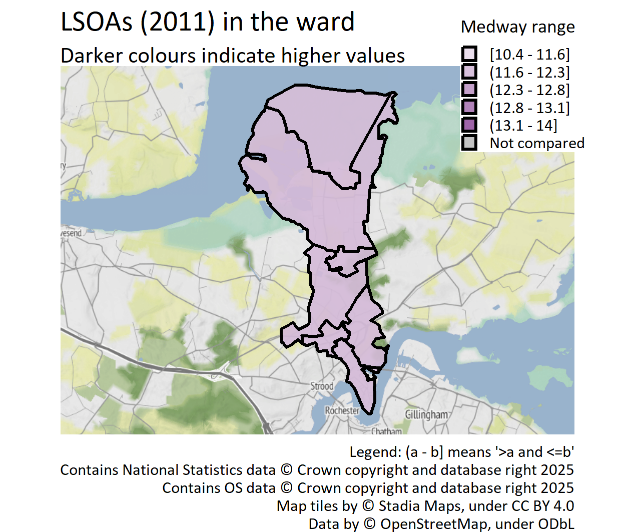 LSOAs (2011) in the ward
Darker colours indicate higher values
Medway range
[10.4 - 11.6]
(11.6 - 12.3]
(12.3 - 12.8]
(12.8 - 13.1]
(13.1 - 14]
Not compared
ry
vesend
Strood
Rochester
Gillingham
Chatham
Legend: (a - b] means '>a and <=b'
Contains National Statistics data © Crown copyright and database right 2025
Contains OS data © Crown copyright and database right 2025
Map tiles by © Stadia Maps, under CC BY 4.0
Data by © OpenStreetMap, under ODbL